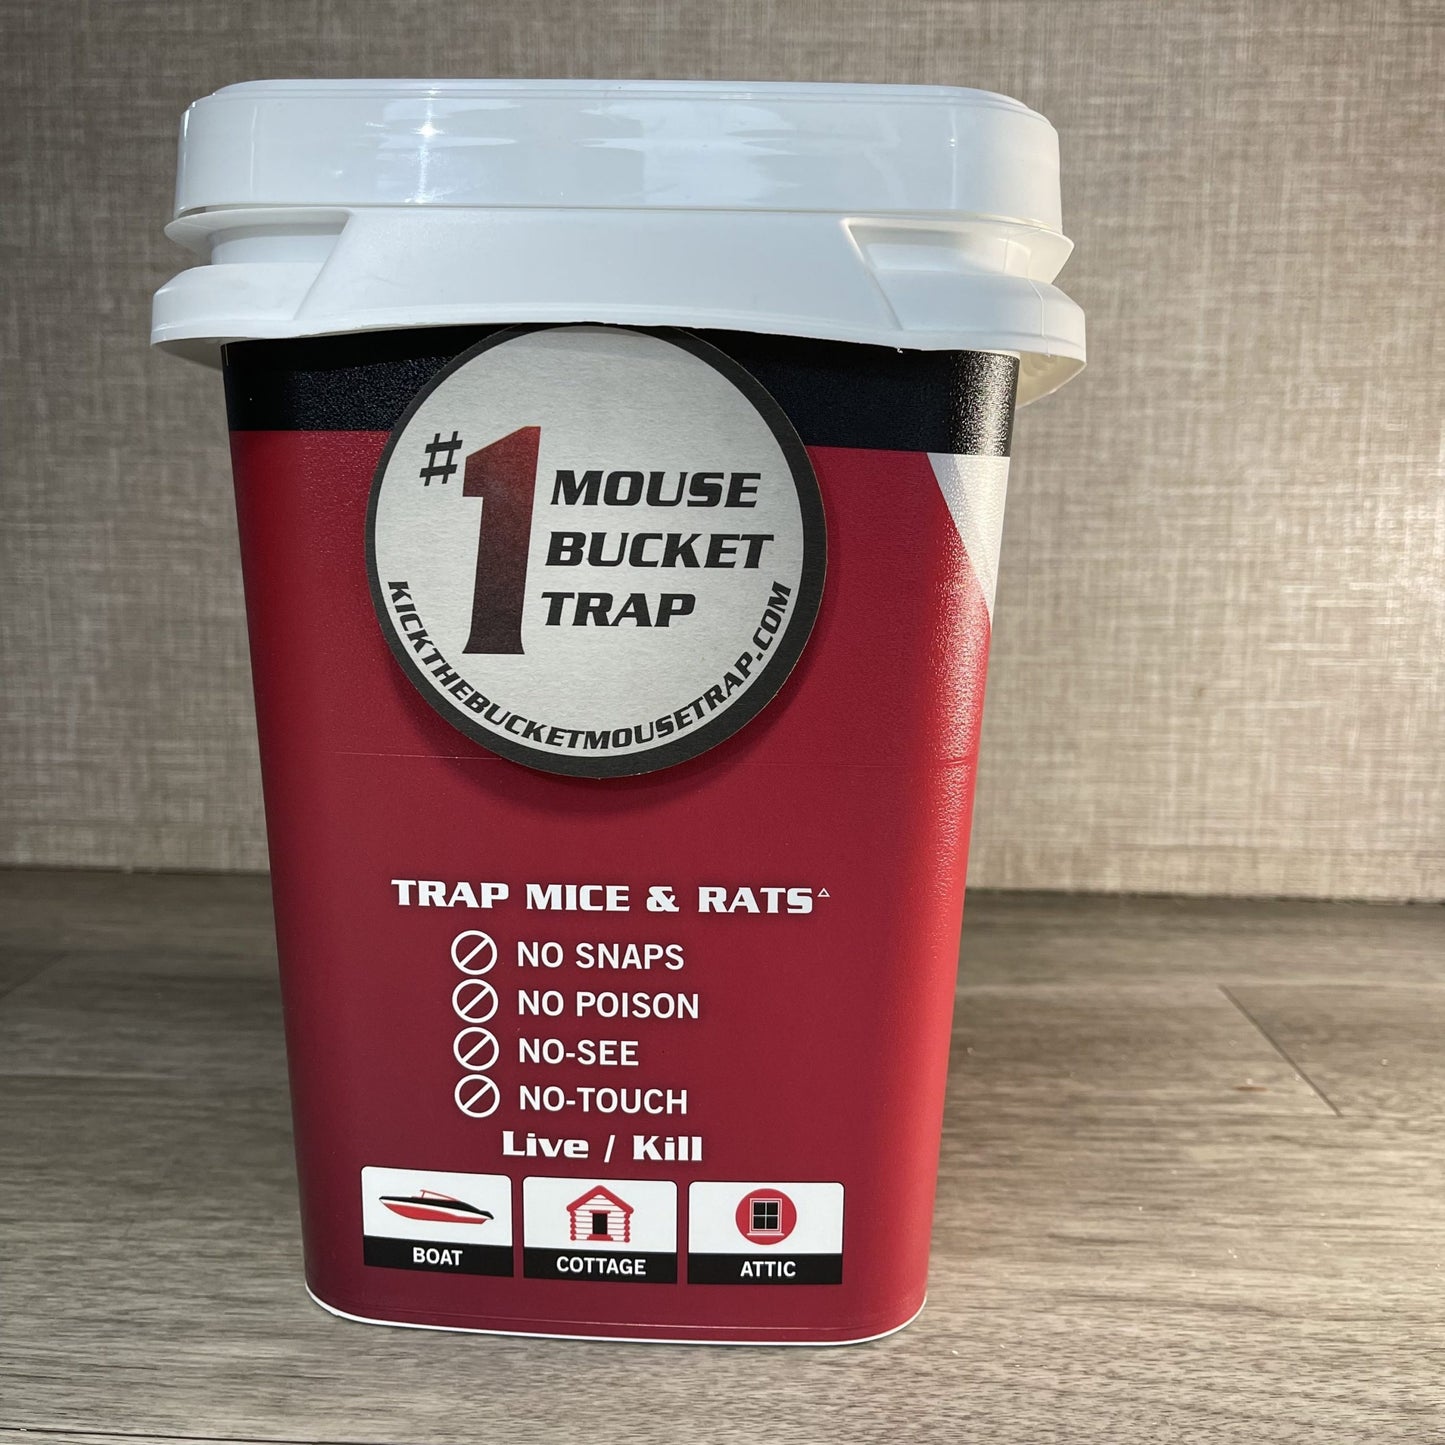 #1 MOUSE
BUCKET
TRAP
KICKTHEBUCKETMOUSETRAP.COM
TRAP MICE & RATS△
NO SNAPS
NO POISON
NO-SEE
NO-TOUCH
Live / Kill
BOAT
COTTAGE
ATTIC